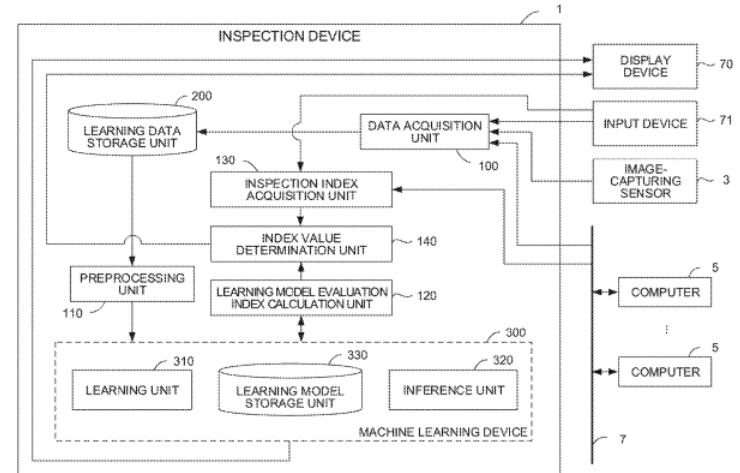 1
INSPECTION DEVICE
DISPLAY
DEVICE
70
200
LEARNING DATA
STORAGE UNIT
DATA ACQUISITION
UNIT
100
INPUT DEVICE
71
130
INSPECTION INDEX
ACQUISITION UNIT
IMAGE-
CAPTURING
SENSOR
3
INDEX VALUE
DETERMINATION UNIT
140
PREPROCESSING
UNIT
110
LEARNING MODEL EVALUATION
INDEX CALCULATION UNIT
120
5
COMPUTER
300
310
LEARNING UNIT
330
LEARNING MODEL
STORAGE UNIT
320
INFERENCE UNIT
5
COMPUTER
MACHINE LEARNING DEVICE
7